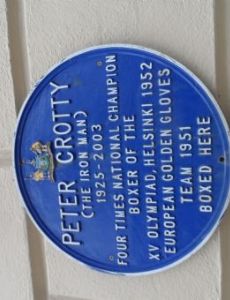 PETER CROTTY
(THE IRON MAN)
1925-2003
FOUR TIMES NATIONAL CHAMPION
BOXER OF THE
XV OLYMPIAD, HELSINKI 1952
EUROPEAN GOLDEN GLOVES
TEAM 1951
BOXED HERE